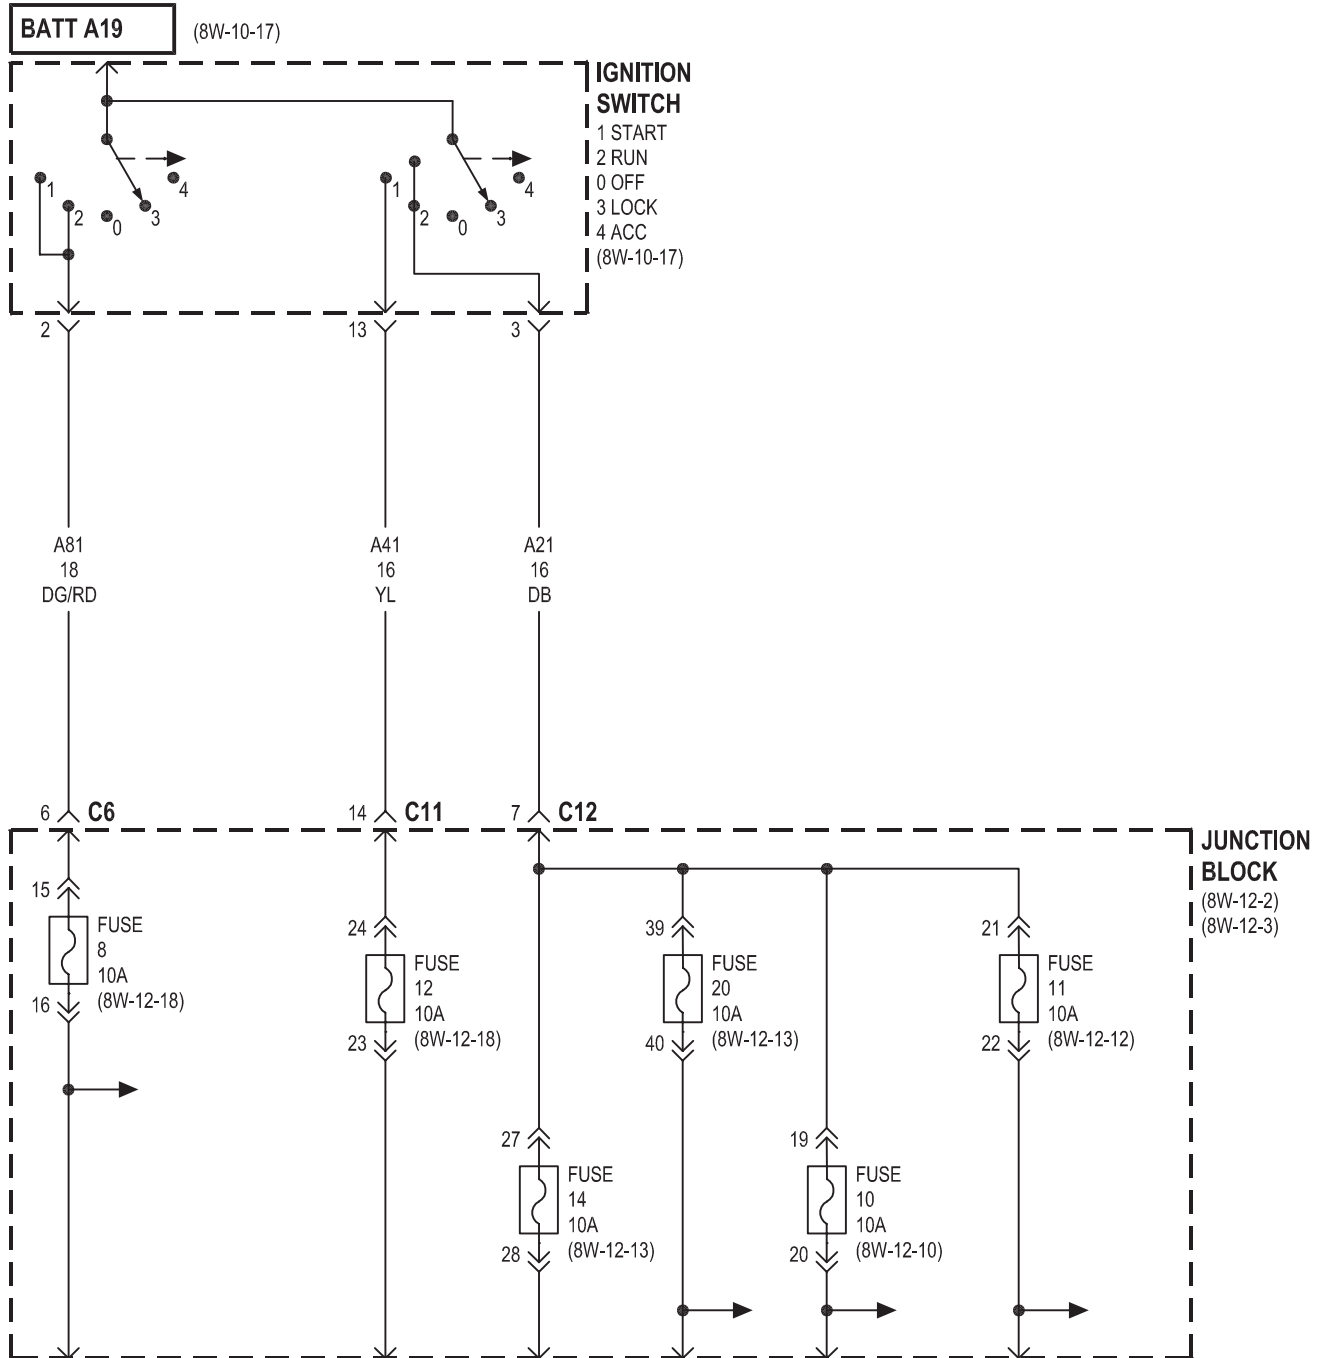 BATT A19 (8W-10-17)
IGNITION
SWITCH
1 START
2 RUN
0 OFF
3 LOCK
4 ACC
(8W-10-17)
1 2 0 3 4
1 2 0 3 4
2 13 3
A81 A41 A21
18 16 16
DG/RD YL DB
6 C6 14 C11 7 C12
JUNCTION
BLOCK
(8W-12-2)
(8W-12-3)
15
FUSE
8
10A
(8W-12-18)
16
24
FUSE
12
10A
(8W-12-18)
23
39
FUSE
20
10A
(8W-12-13)
40
21
FUSE
11
10A
(8W-12-12)
22
27
FUSE
14
10A
(8W-12-13)
28
19
FUSE
10
10A
(8W-12-10)
20